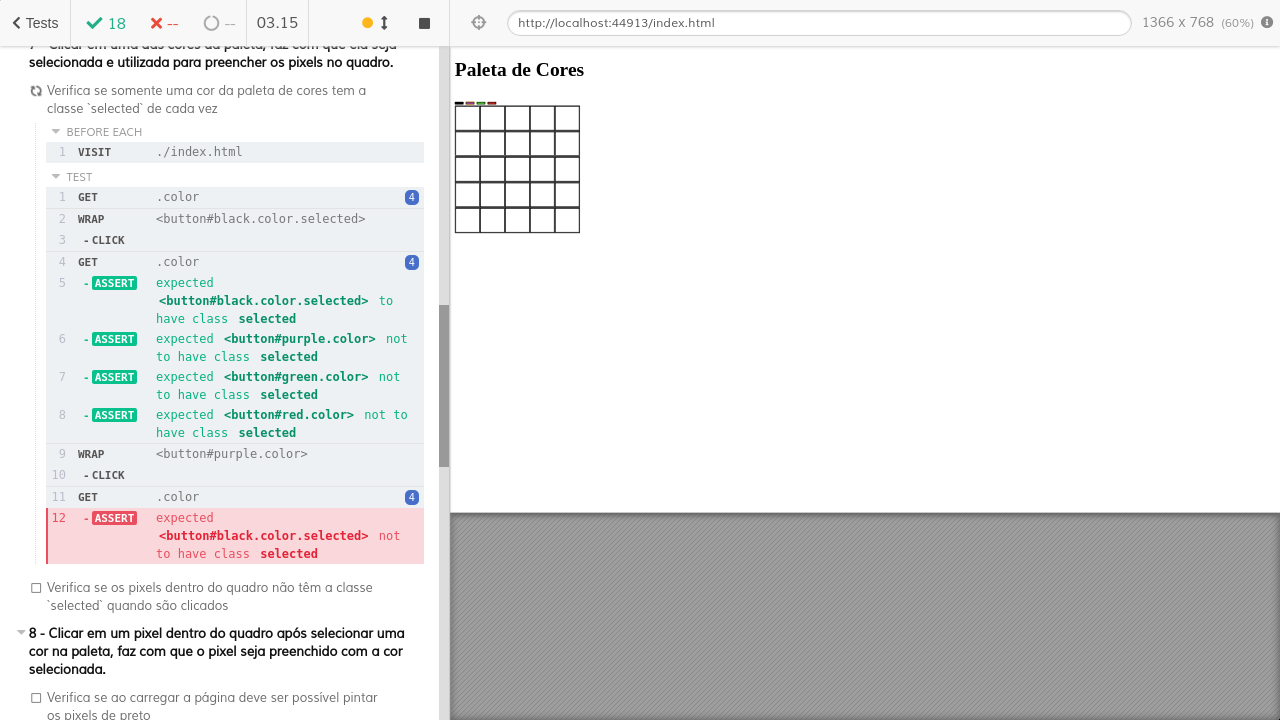 Tests
18
--
--
03.15
http://localhost:44913/index.html
1366 x 768 (60%)
7 - Clicar em uma das cores da paleta, faz com que ela seja
selecionada e utilizada para preencher os pixels no quadro.
Verifica se somente uma cor da paleta de cores tem a
classe `selected` de cada vez
BEFORE EACH
1 VISIT ./index.html
TEST
1 GET .color 4
2 WRAP <button#black.color.selected>
3 -CLICK
4 GET .color 4
5 -ASSERT expected
<button#black.color.selected> to
have class selected
6 -ASSERT expected <button#purple.color> not
to have class selected
7 -ASSERT expected <button#green.color> not
to have class selected
8 -ASSERT expected <button#red.color> not to
have class selected
9 WRAP <button#purple.color>
10 -CLICK
11 GET .color 4
12 -ASSERT expected
<button#black.color.selected> not
to have class selected
Verifica se os pixels dentro do quadro não têm a classe
`selected` quando são clicados
8 - Clicar em um pixel dentro do quadro após selecionar uma
cor na paleta, faz com que o pixel seja preenchido com a cor
selecionada.
Verifica se ao carregar a página deve ser possível pintar
os pixels de preto
Paleta de Cores